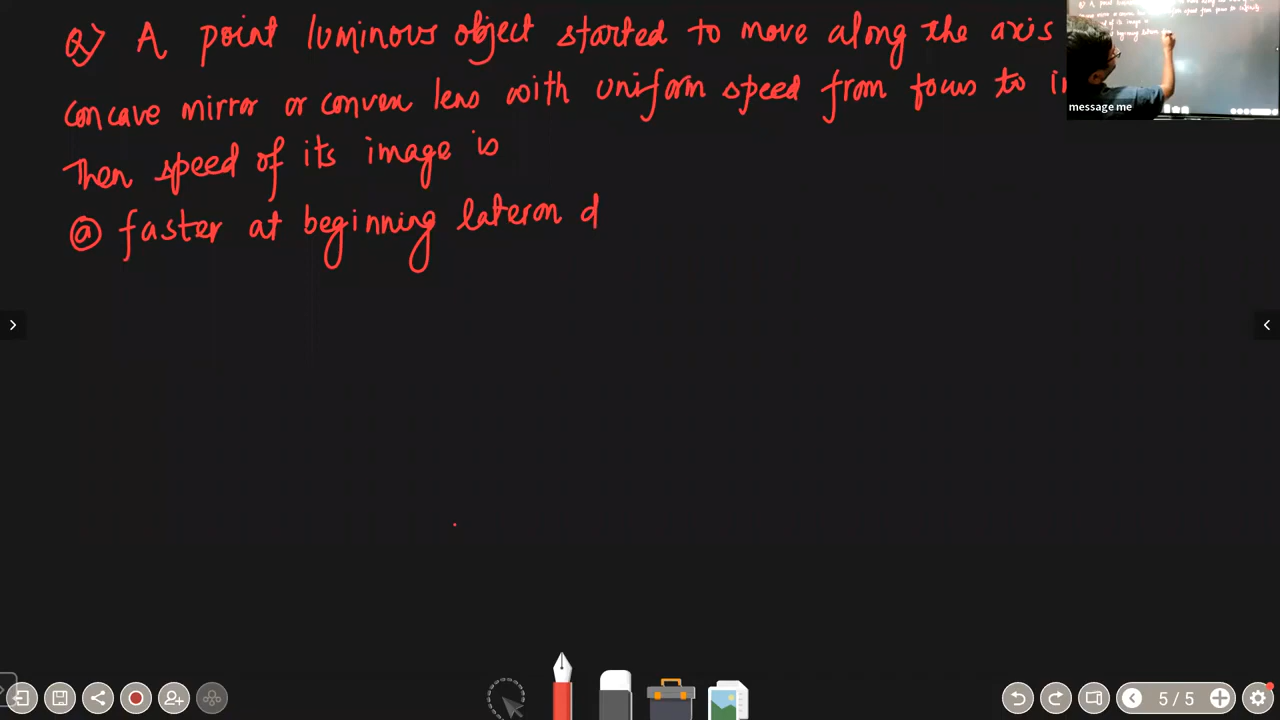 Q) A point luminous object started to move along the axis
concave mirror or convex lens with uniform speed from focus to
Then speed of its image is
(a) faster at beginning lateron d
message me
5/5